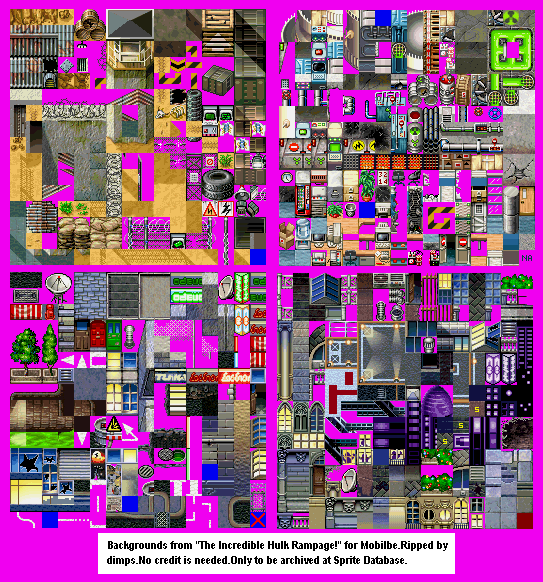 NA
S
S
Backgrounds from "The Incredible Hulk Rampage!" for Mobilbe.Ripped by
dimps.No credit is needed.Only to be archived at Sprite Database.